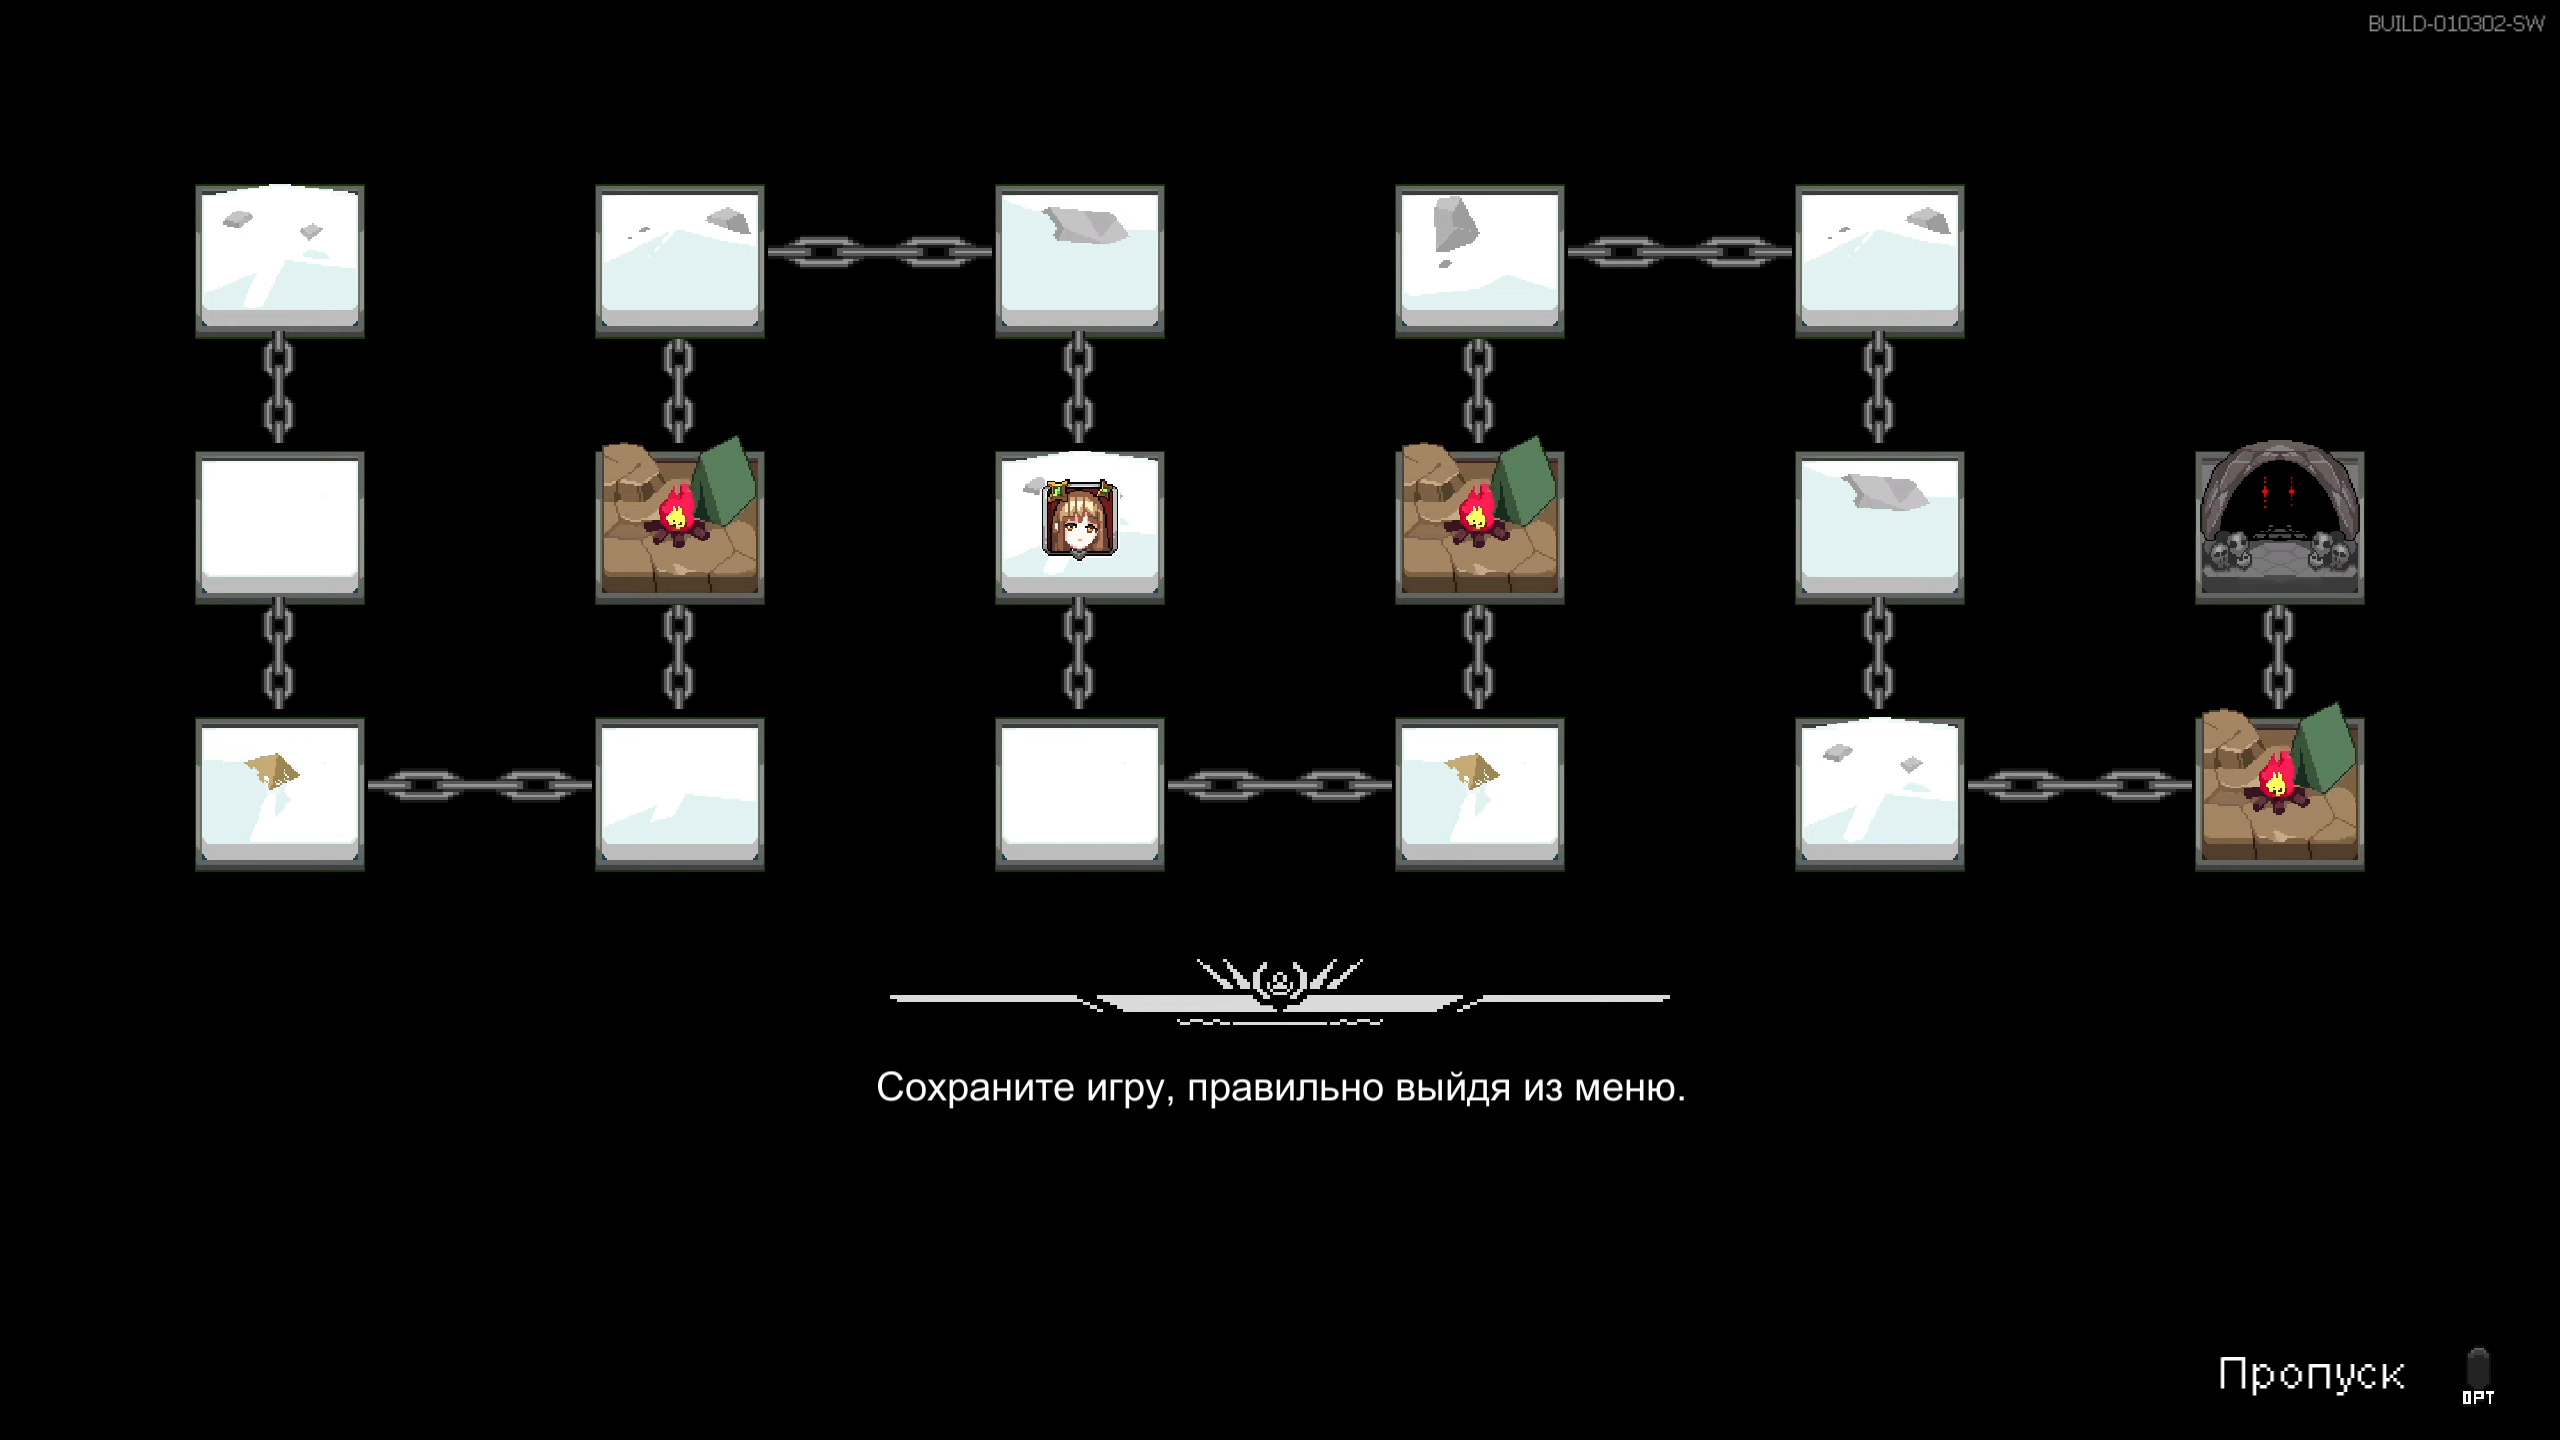 BUILD-010302-SW
Сохраните игру, правильно выйдя из меню.
Пропуск
OPT